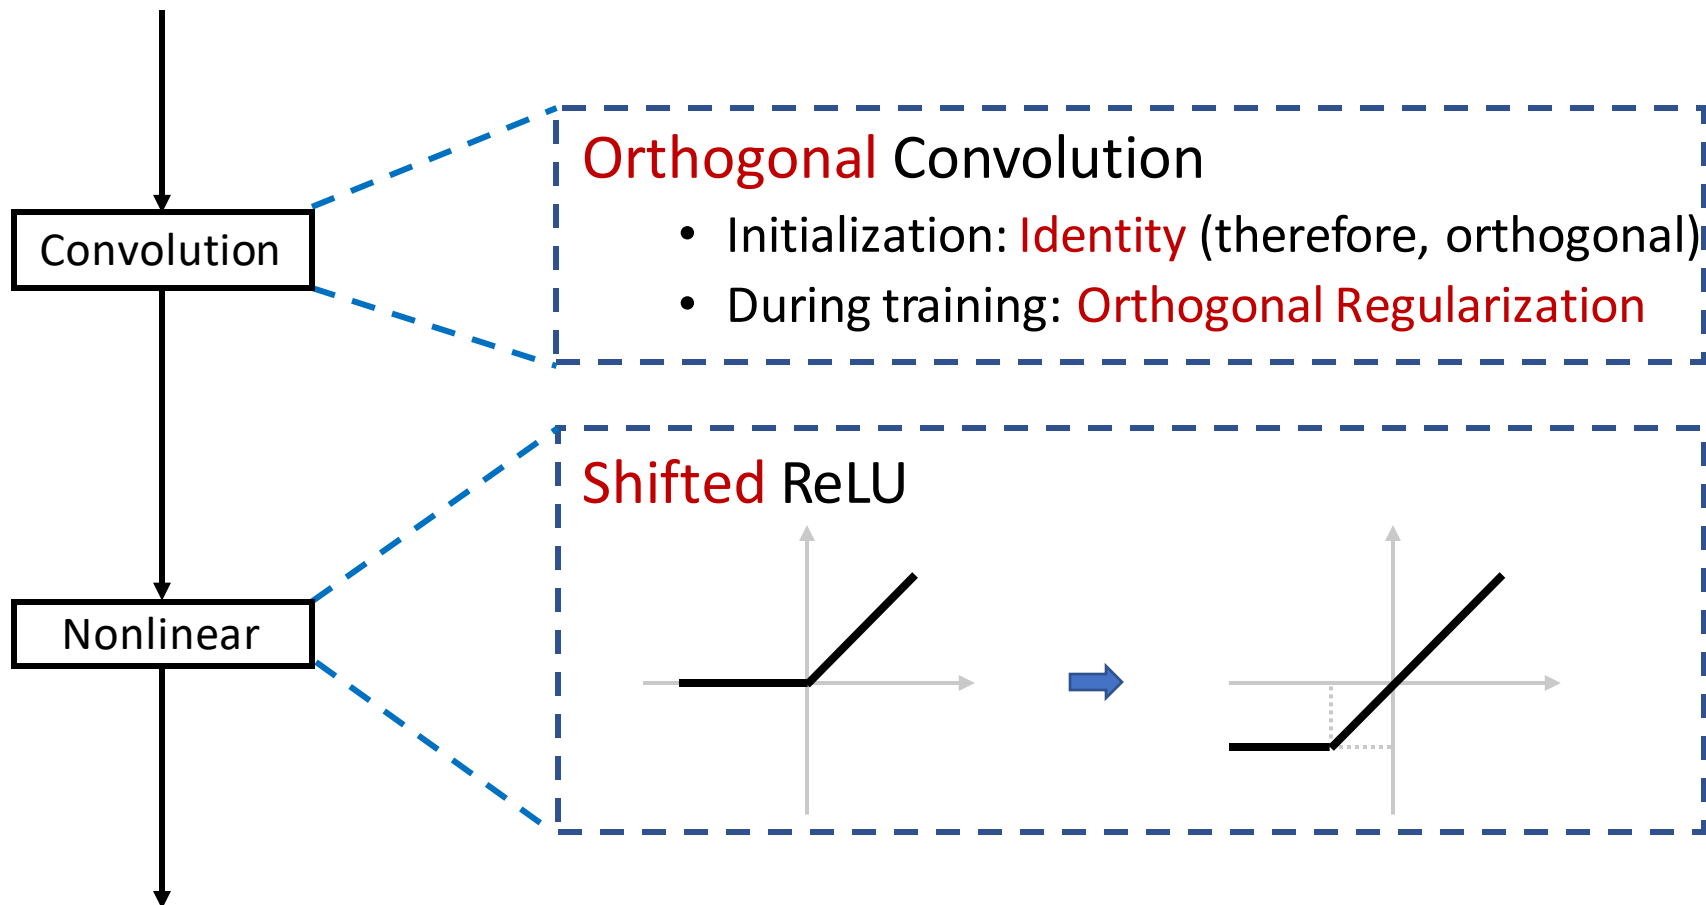 Orthogonal Convolution
Convolution
• Initialization: Identity (therefore, orthogonal)
• During training: Orthogonal Regularization
Shifted ReLU
Nonlinear